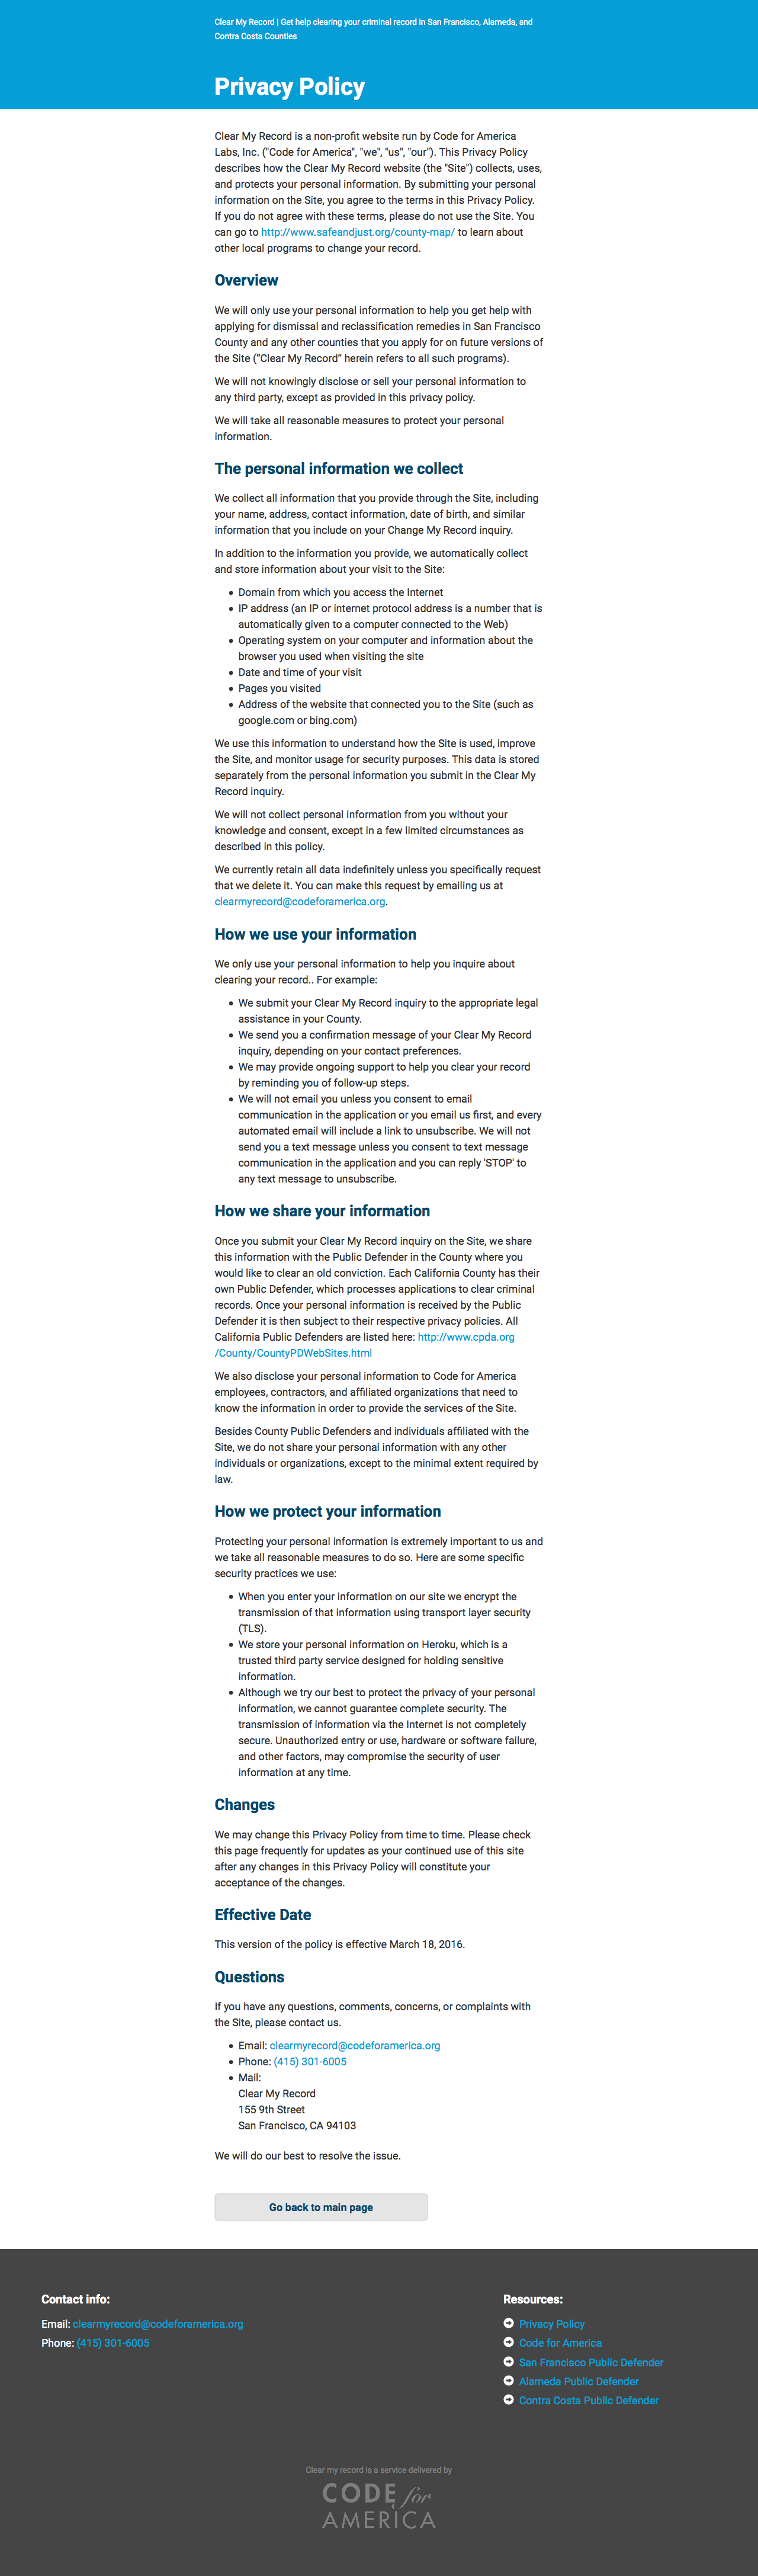 Clear My Record | Get help clearing your criminal record in San Francisco, Alameda, and
Contra Costa Counties
Privacy Policy
Clear My Record is a non-profit website run by Code for America
Labs, Inc. ("Code for America", "we", "us", "our"). This Privacy Policy
describes how the Clear My Record website (the "Site") collects, uses,
and protects your personal information. By submitting your personal
information on the Site, you agree to the terms in this Privacy Policy.
If you do not agree with these terms, please do not use the Site. You
can go to http://www.safeandjust.org/county-map/ to learn about
other local programs to change your record.
Overview
We will only use your personal information to help you get help with
applying for dismissal and reclassification remedies in San Francisco
County and any other counties that you apply for on future versions of
the Site ("Clear My Record" herein refers to all such programs).
We will not knowingly disclose or sell your personal information to
any third party, except as provided in this privacy policy.
We will take all reasonable measures to protect your personal
information.
The personal information we collect
We collect all information that you provide through the Site, including
your name, address, contact information, date of birth, and similar
information that you include on your Change My Record inquiry.
In addition to the information you provide, we automatically collect
and store information about your visit to the Site:
• Domain from which you access the Internet
• IP address (an IP or internet protocol address is a number that is
automatically given to a computer connected to the Web)
• Operating system on your computer and information about the
browser you used when visiting the site
• Date and time of your visit
• Pages you visited
• Address of the website that connected you to the Site (such as
google.com or bing.com)
We use this information to understand how the Site is used, improve
the Site, and monitor usage for security purposes. This data is stored
separately from the personal information you submit in the Clear My
Record inquiry.
We will not collect personal information from you without your
knowledge and consent, except in a few limited circumstances as
described in this policy.
We currently retain all data indefinitely unless you specifically request
that we delete it. You can make this request by emailing us at
clearmyrecord@codeforamerica.org.
How we use your information
We only use your personal information to help you inquire about
clearing your record.. For example:
• We submit your Clear My Record inquiry to the appropriate legal
assistance in your County.
• We send you a confirmation message of your Clear My Record
inquiry, depending on your contact preferences.
• We may provide ongoing support to help you clear your record
by reminding you of follow-up steps.
• We will not email you unless you consent to email
communication in the application or you email us first, and every
automated email will include a link to unsubscribe. We will not
send you a text message unless you consent to text message
communication in the application and you can reply 'STOP' to
any text message to unsubscribe.
How we share your information
Once you submit your Clear My Record inquiry on the Site, we share
this information with the Public Defender in the County where you
would like to clear an old conviction. Each California County has their
own Public Defender, which processes applications to clear criminal
records. Once your personal information is received by the Public
Defender it is then subject to their respective privacy policies. All
California Public Defenders are listed here: http://www.cpda.org
/County/CountyPDWebSites.html
We also disclose your personal information to Code for America
employees, contractors, and affiliated organizations that need to
know the information in order to provide the services of the Site.
Besides County Public Defenders and individuals affiliated with the
Site, we do not share your personal information with any other
individuals or organizations, except to the minimal extent required by
law.
How we protect your information
Protecting your personal information is extremely important to us and
we take all reasonable measures to do so. Here are some specific
security practices we use:
• When you enter your information on our site we encrypt the
transmission of that information using transport layer security
(TLS).
• We store your personal information on Heroku, which is a
trusted third party service designed for holding sensitive
information.
• Although we try our best to protect the privacy of your personal
information, we cannot guarantee complete security. The
transmission of information via the Internet is not completely
secure. Unauthorized entry or use, hardware or software failure,
and other factors, may compromise the security of user
information at any time.
Changes
We may change this Privacy Policy from time to time. Please check
this page frequently for updates as your continued use of this site
after any changes in this Privacy Policy will constitute your
acceptance of the changes.
Effective Date
This version of the policy is effective March 18, 2016.
Questions
If you have any questions, comments, concerns, or complaints with
the Site, please contact us.
• Email: clearmyrecord@codeforamerica.org
• Phone: (415) 301-6005
• Mail:
Clear My Record
155 9th Street
San Francisco, CA 94103
We will do our best to resolve the issue.
Go back to main page
Contact info:
Email: clearmyrecord@codeforamerica.org
Phone: (415) 301-6005
Resources:
Privacy Policy
Code for America
San Francisco Public Defender
Alameda Public Defender
Contra Costa Public Defender
Clear my record is a service delivered by
CODE for
AMERICA